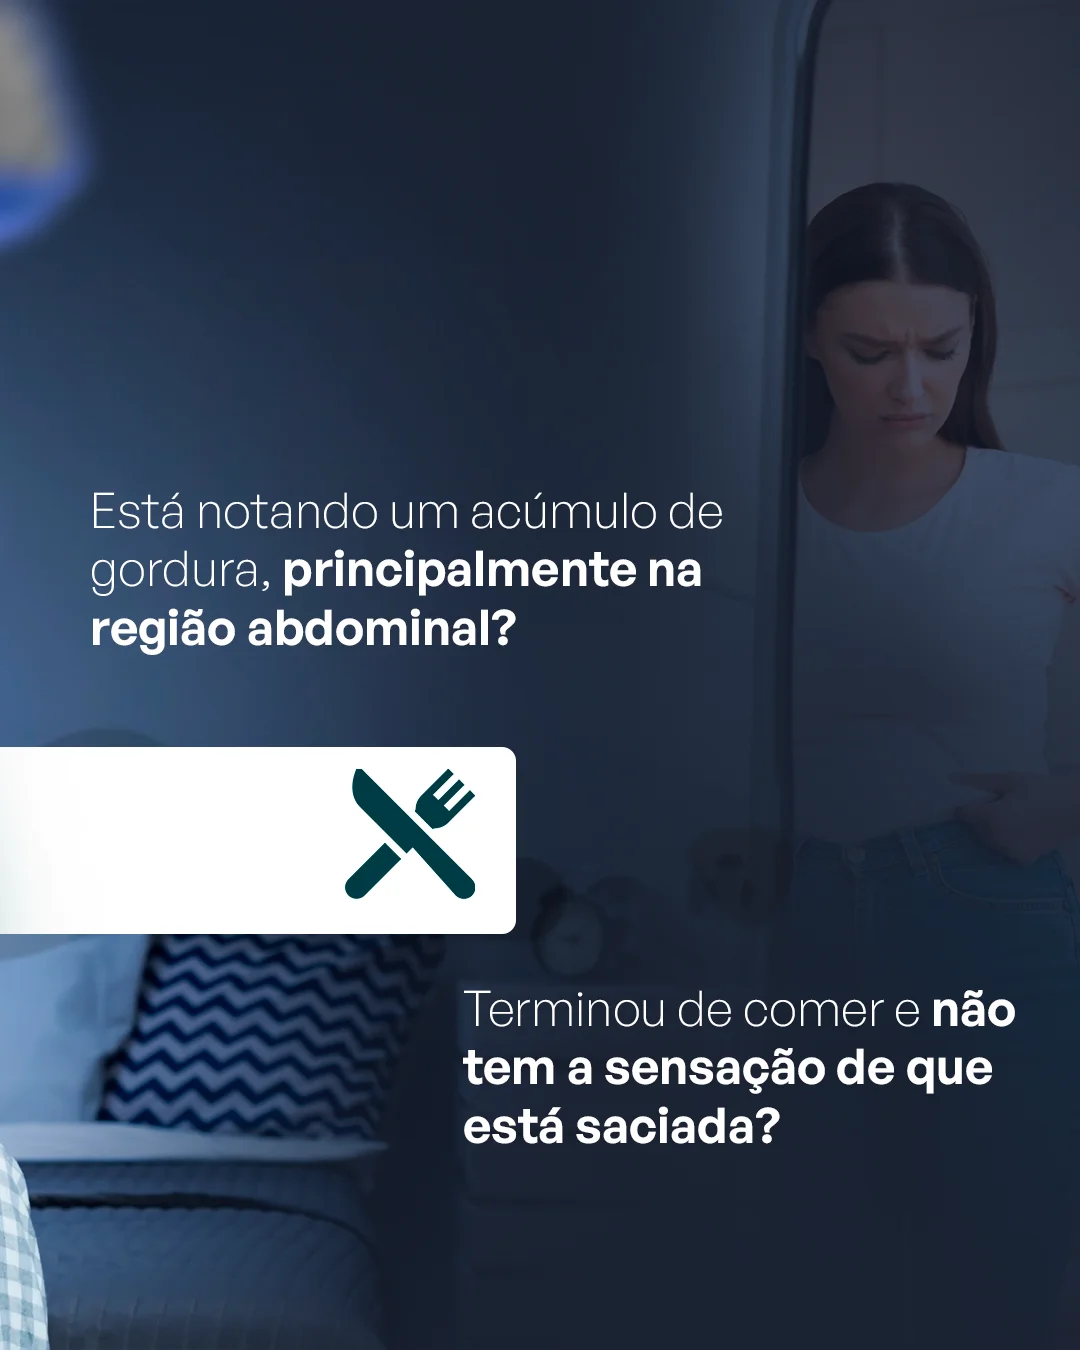 Está notando um acúmulo de
gordura, principalmente na
região abdominal?
Terminou de comer e não
tem a sensação de que
está saciada?